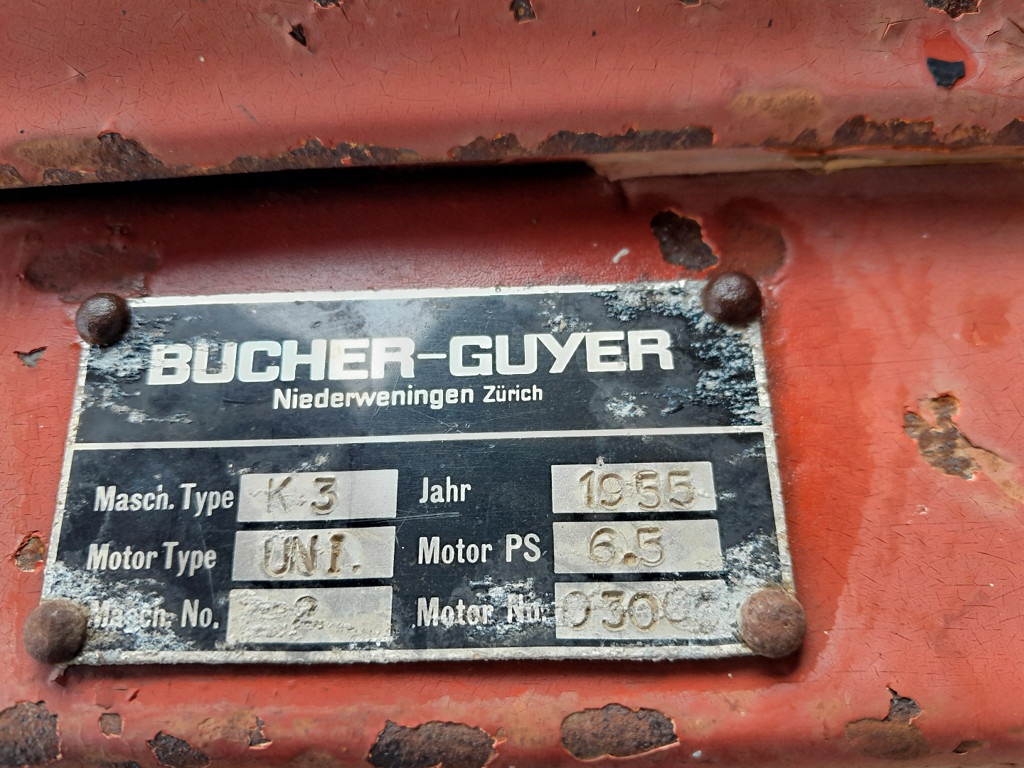 BUCHER-GUYER
Niederweningen Zürich
Masch. Type K 3 Jahr 1955
Motor Type UNI. Motor PS 6.5
Masch. No. 2 Motor No.